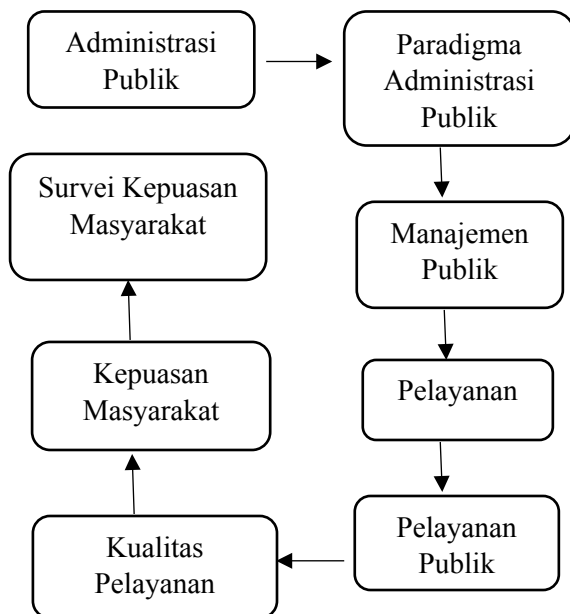 Administrasi
Publik
Paradigma
Administrasi
Publik
Survei Kepuasan
Masyarakat
Manajemen
Publik
Kepuasan
Masyarakat
Pelayanan
Kualitas
Pelayanan
Pelayanan
Publik